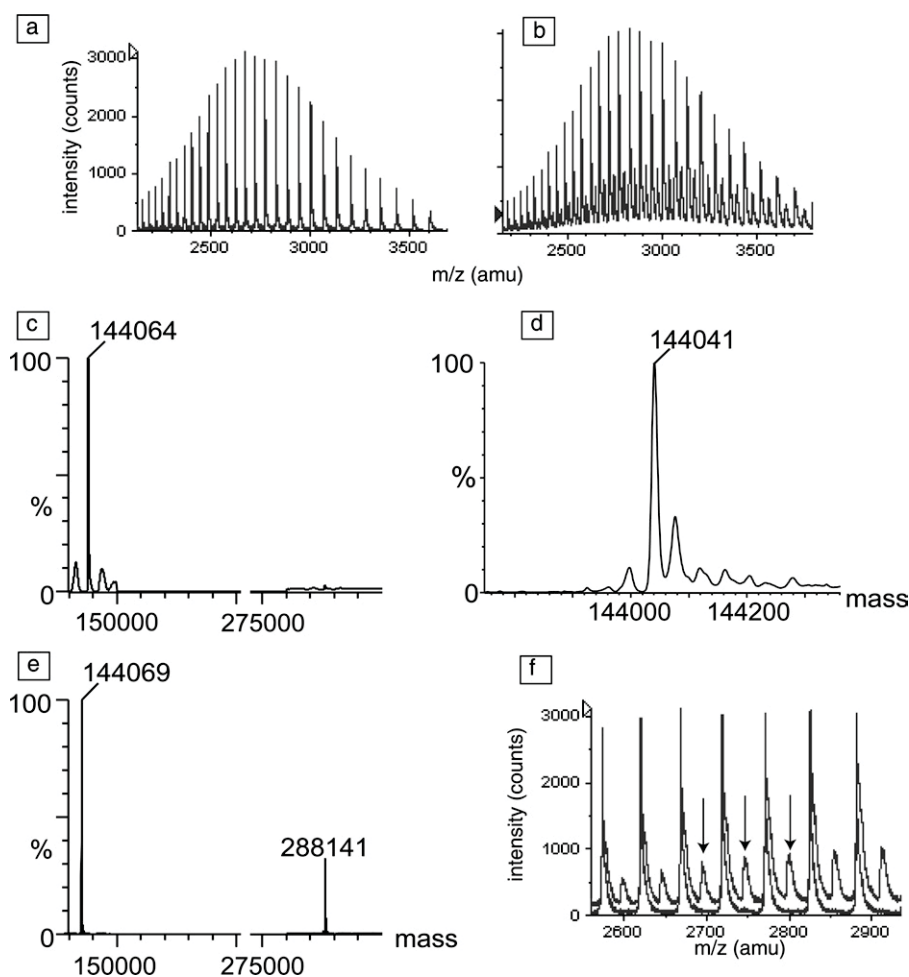 a
b
intensity (counts)
3000
2000
1000
0
2500 3000 3500
2500 3000 3500
m/z (amu)
c
144064
100
%
0
150000 275000
d
144041
100
%
0
144000 144200 mass
e
144069
100
%
288141
0
150000 275000 mass
f
intensity (counts)
3000
2000
1000
0
2600 2700 2800 2900
m/z (amu)